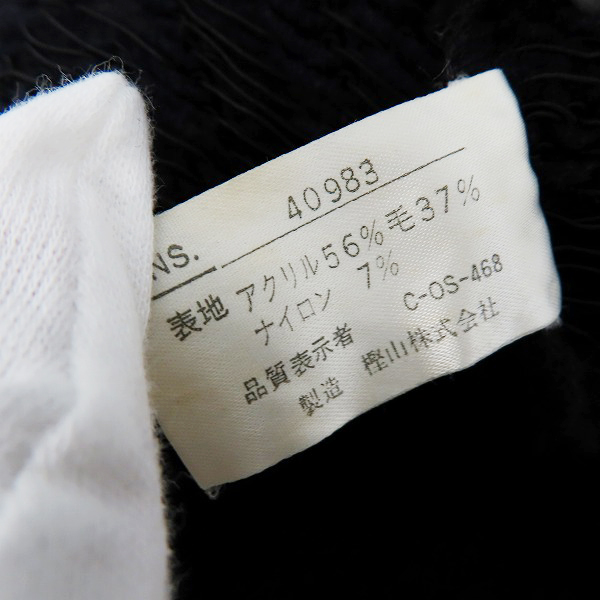 NS.
40983
表地 アクリル56%毛37%
ナイロン 7%
品質表示者 C-OS-468
製造 樫山株式会社